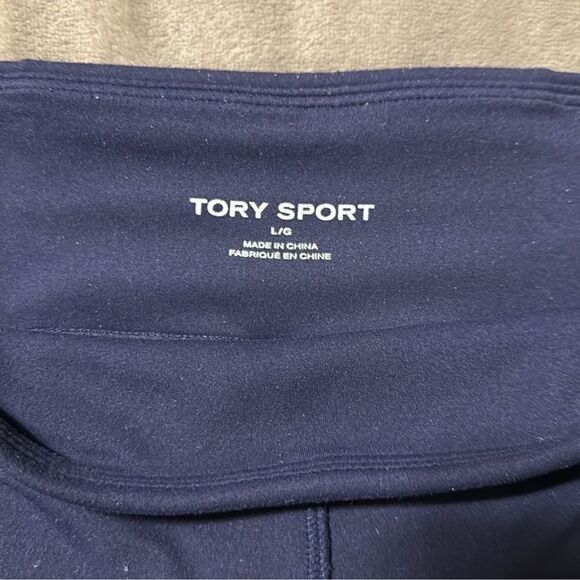 TORY SPORT
L/G
MADE IN CHINA
FABRIQUÉ EN CHINE